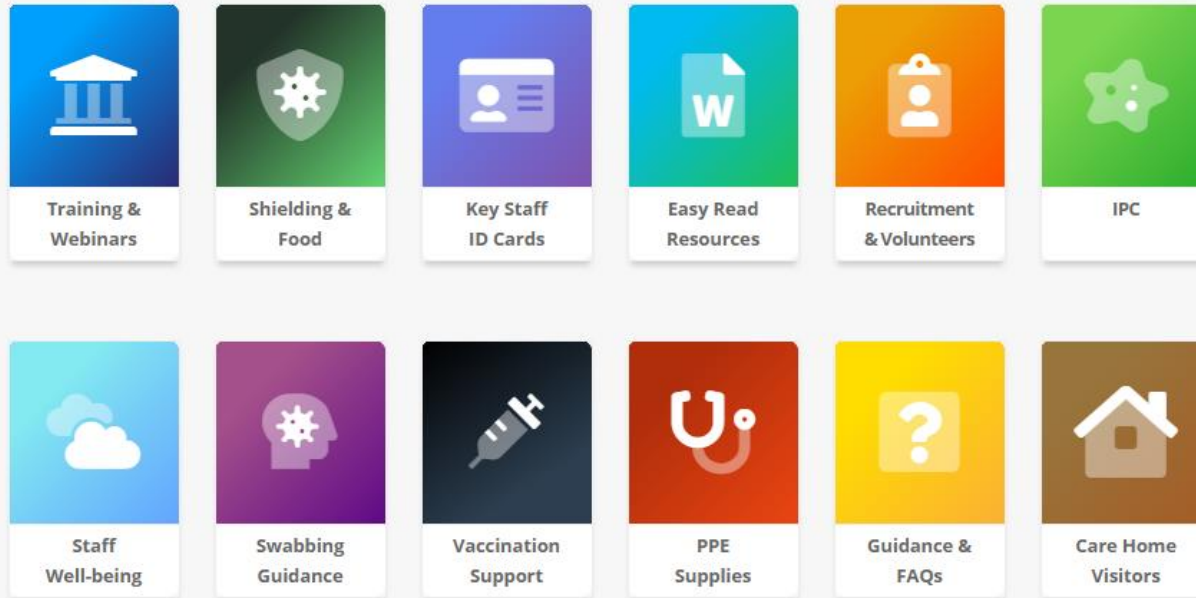 W
Training &
Webinars
Shielding &
Food
Key Staff
ID Cards
Easy Read
Resources
Recruitment
& Volunteers
IPC
?
Staff
Well-being
Swabbing
Guidance
Vaccination
Support
PPE
Supplies
Guidance &
FAQs
Care Home
Visitors